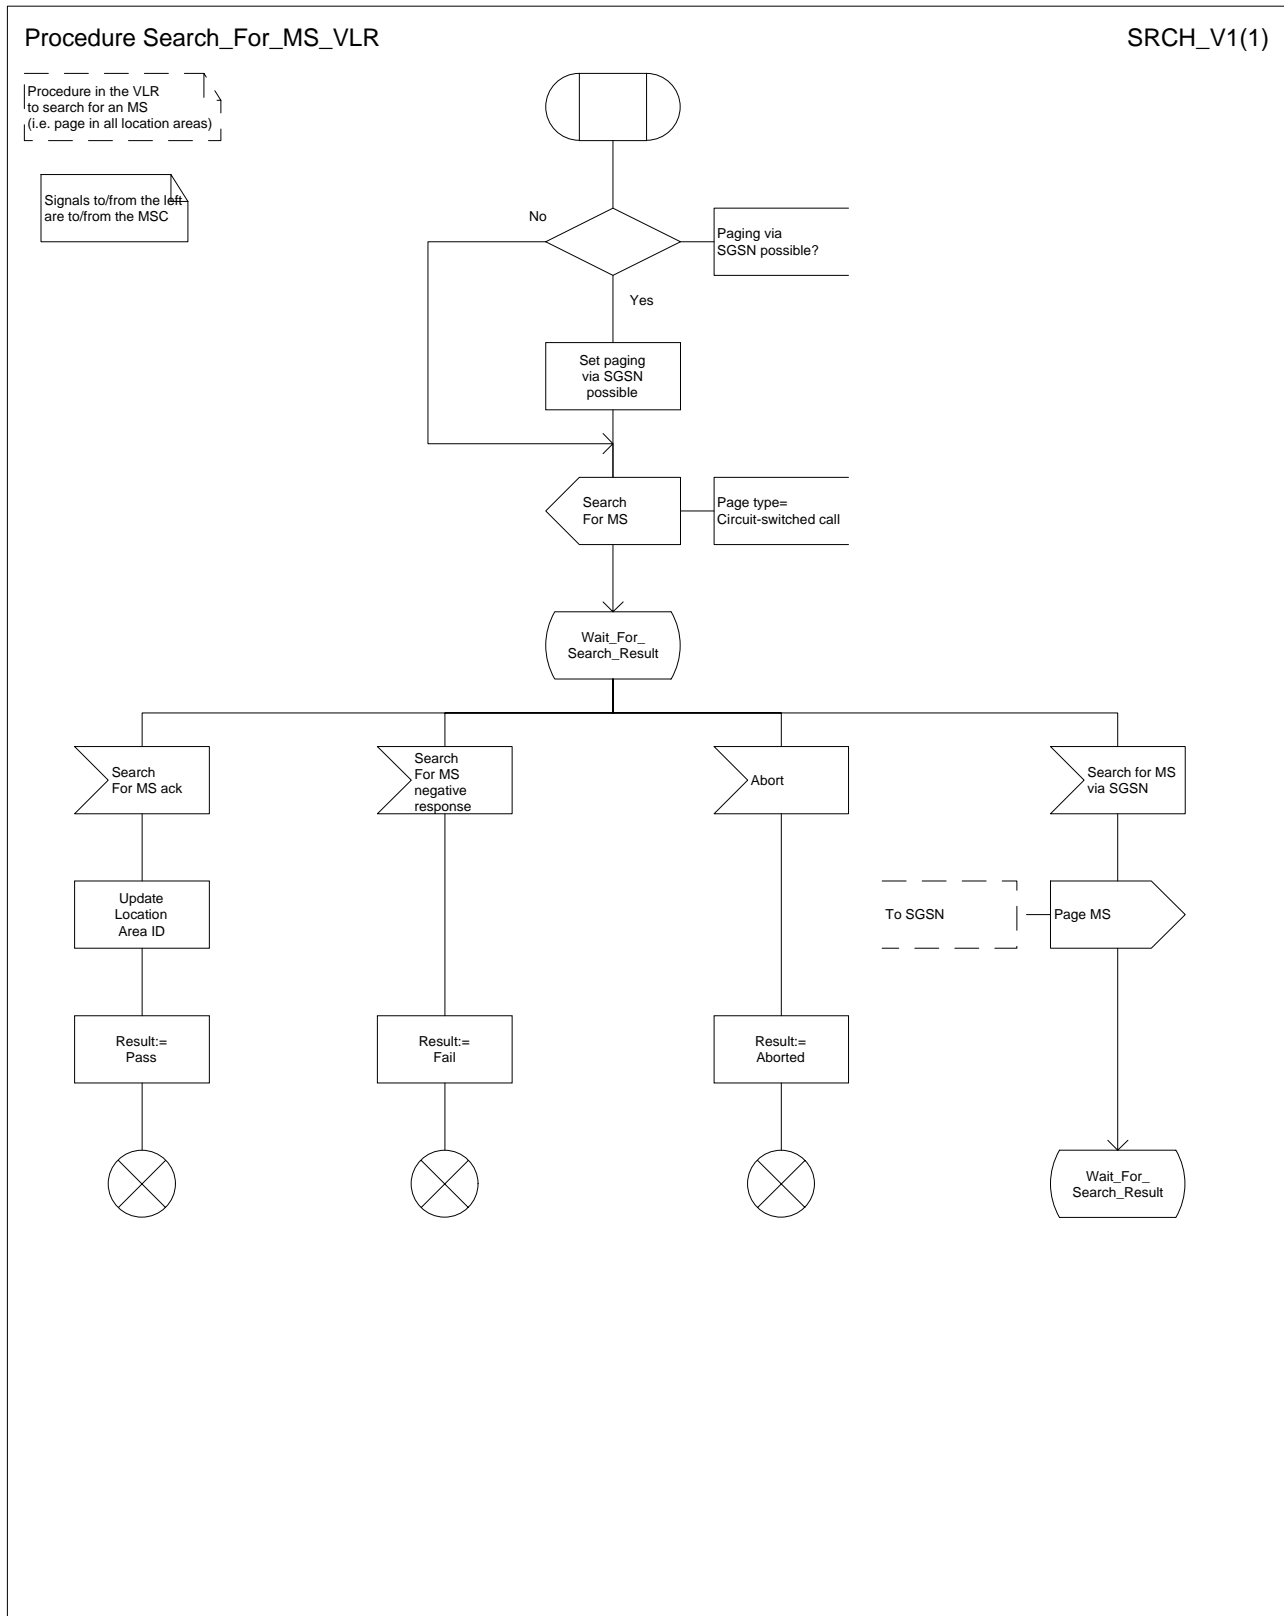 Procedure Search_For_MS_VLR
SRCH_V1(1)
Procedure in the VLR
to search for an MS
(i.e. page in all location areas)
Signals to/from the left
are to/from the MSC
No
Paging via
SGSN possible?
Yes
Set paging
via SGSN
possible
Search
For MS
Page type=
Circuit-switched call
Wait_For_
Search_Result
Search
For MS ack
Search
For MS
negative
response
Abort
Search for MS
via SGSN
Update
Location
Area ID
To SGSN
Page MS
Result:=
Pass
Result:=
Fail
Result:=
Aborted
Wait_For_
Search_Result